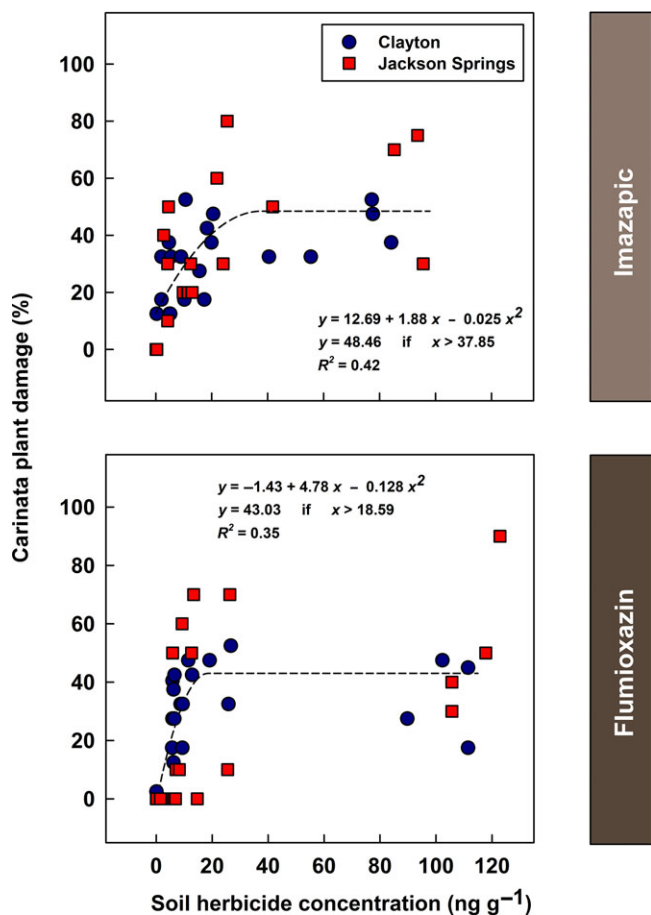 Clayton
Jackson Springs
100
80
60
40
20
0
y = 12.69 + 1.88 x − 0.025 x²
y = 48.46 if x > 37.85
R² = 0.42
Imazapic
Carinata plant damage (%)
y = −1.43 + 4.78 x − 0.128 x²
y = 43.03 if x > 18.59
R² = 0.35
100
80
60
40
20
0
Flumioxazin
0 20 40 60 80 100 120
Soil herbicide concentration (ng g⁻¹)